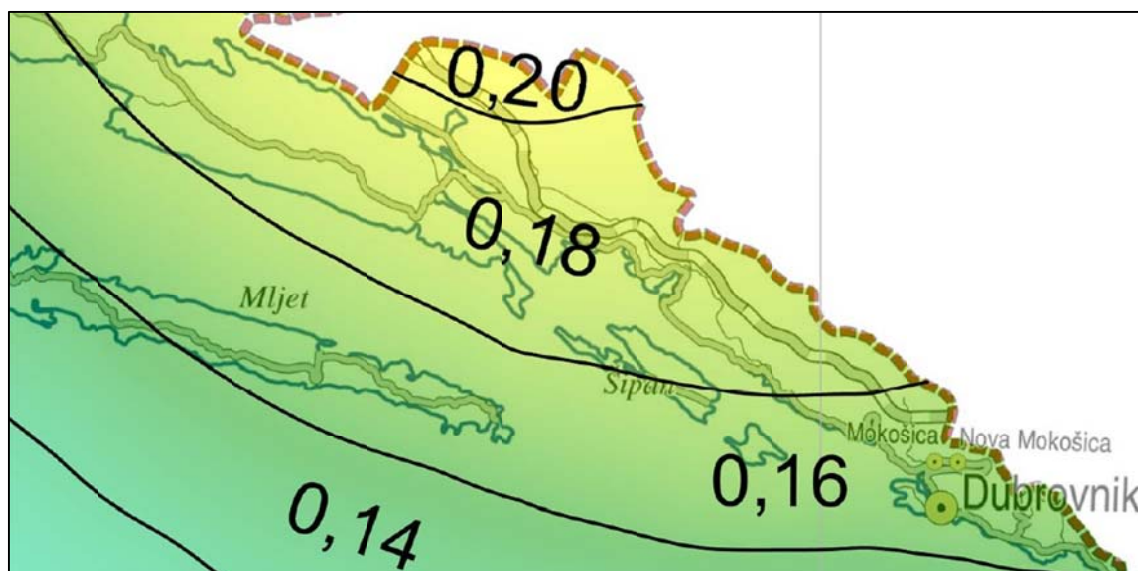 0,20
0,18
Mljet
Šipan
Mokošica
Nova Mokošica
0,16
Dubrovnik
0,14